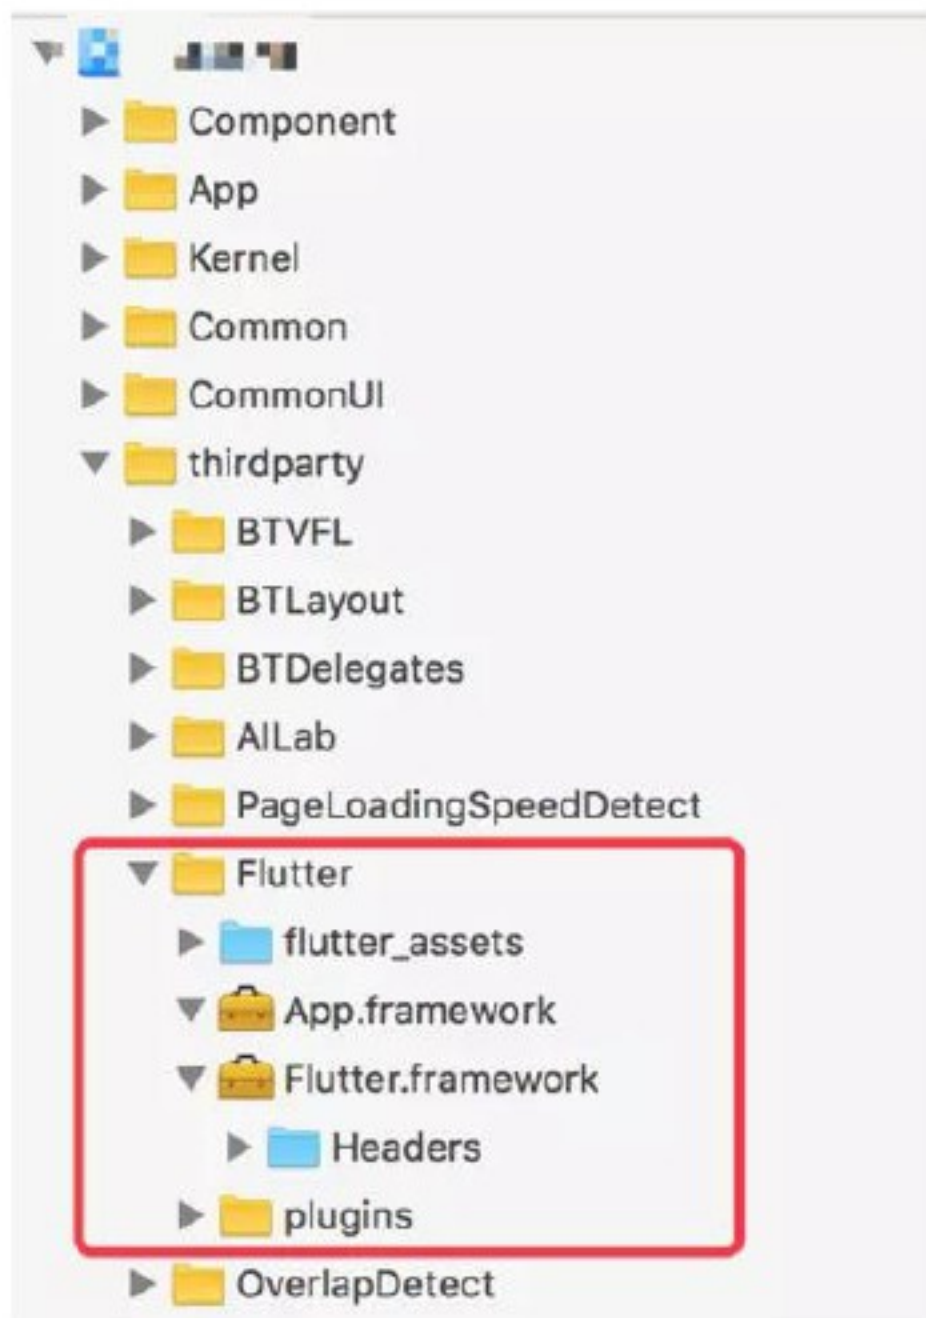 Component
App
Kernel
Common
CommonUI
thirdparty
BTVFL
BTLayout
BTDelegates
AILab
PageLoadingSpeedDetect
Flutter
flutter_assets
App.framework
Flutter.framework
Headers
plugins
OverlapDetect